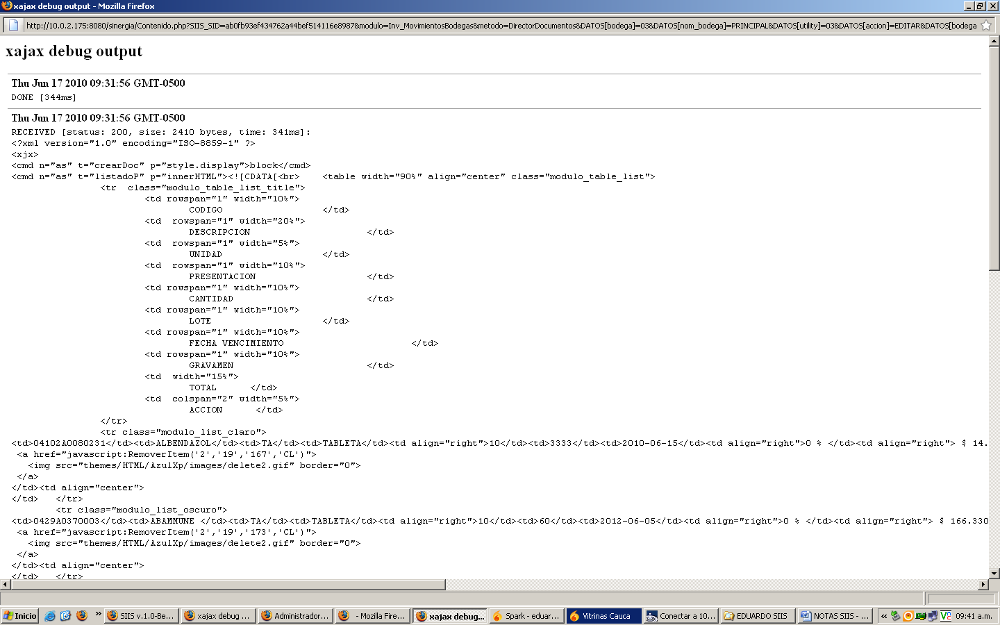 xajax debug output - Mozilla Firefox
http://10.0.2.175:8080/sinergia/Contenido.php?SIIS_SID=ab0fb93ef434762a44bef514116e8987&modulo=Inv_MovimientosBodegas&metodo=DirectorDocumentos&DATOS[bodega]=03&DATOS[nom_bodega]=PRINCIPAL&DATOS[utility]=03&DATOS[accion]=EDITAR&DATOS[bodega
xajax debug output
Thu Jun 17 2010 09:31:56 GMT-0500
DONE [344ms]
Thu Jun 17 2010 09:31:56 GMT-0500
RECEIVED [status: 200, size: 2410 bytes, time: 341ms]:
<?xml version="1.0" encoding="ISO-8859-1" ?>
<xjx>
<cmd n="as" t="crearDoc" p="style.display">block</cmd>
<cmd n="as" t="listadoP" p="innerHTML"><![CDATA[<br>    <table width="90%" align="center" class="modulo_table_list">
<tr  class="modulo_table_list_title">
<td rowspan="1" width="10%">
CODIGO                  </td>
<td  rowspan="1" width="20%">
DESCRIPCION                     </td>
<td  rowspan="1" width="5%">
UNIDAD                  </td>
<td  rowspan="1" width="10%">
PRESENTACION                    </td>
<td rowspan="1" width="10%">
CANTIDAD                        </td>
<td rowspan="1" width="10%">
LOTE                    </td>
<td rowspan="1" width="10%">
FECHA VENCIMIENTO                       </td>
<td rowspan="1" width="10%">
GRAVAMEN                        </td>
<td  width="15%">
TOTAL      </td>
<td  colspan="2" width="5%">
ACCION      </td>
</tr>
<tr class="modulo_list_claro">
<td>04102A0080231</td><td>ALBENDAZOL</td><td>TA</td><td>TABLETA</td><td align="right">10</td><td>3333</td><td>2010-06-15</td><td align="right">0 % </td><td align="right"> $ 14.
<a href="javascript:RemoverItem('2','19','167','CL')">
<img src="themes/HTML/AzulXp/images/delete2.gif" border="0">
</a>
</td><td align="center">
</td>   </tr>
<tr class="modulo_list_oscuro">
<td>0429A0370003</td><td>ABAMMUNE </td><td>TA</td><td>TABLETA</td><td align="right">10</td><td>60</td><td>2012-06-05</td><td align="right">0 % </td><td align="right"> $ 166.330
<a href="javascript:RemoverItem('2','19','173','CL')">
<img src="themes/HTML/AzulXp/images/delete2.gif" border="0">
</a>
</td><td align="center">
</td>   </tr>
Inicio » SIIS v.1.0-Be... xajax debug ... Administrador... - Mozilla Fire... xajax debug... Spark - eduar... Vitrinas Cauca Conectar a 10... EDUARDO SIIS NOTAS SIIS - ... « 09:41 a.m.